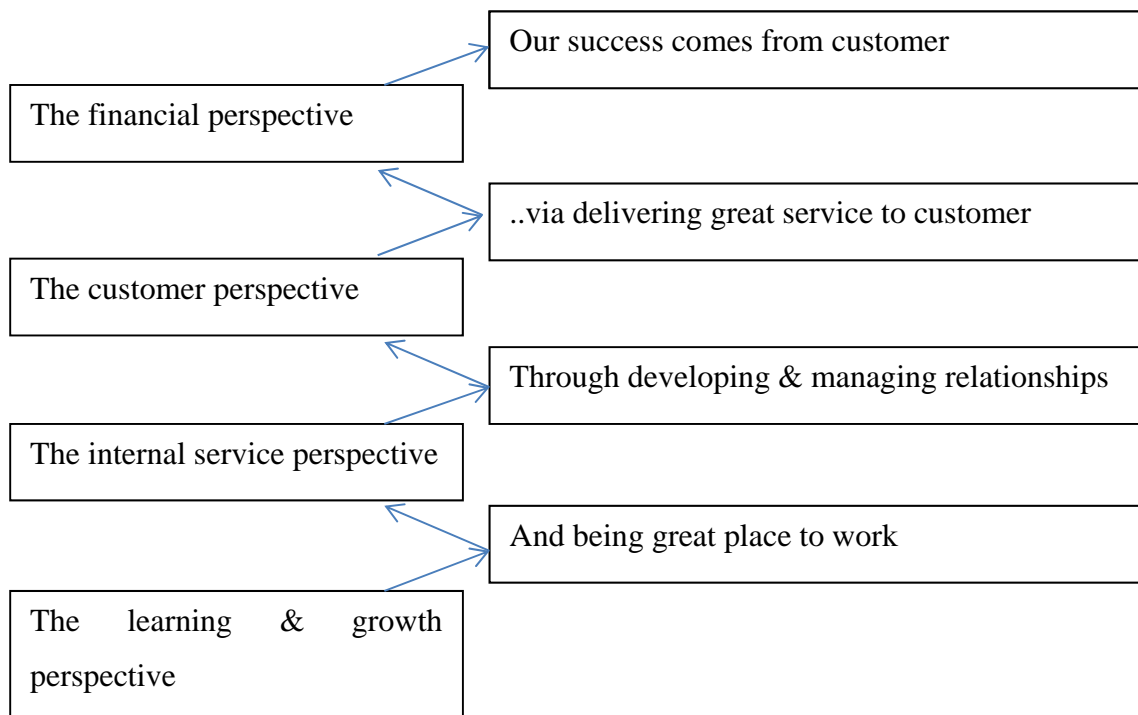 Our success comes from customer
The financial perspective
..via delivering great service to customer
The customer perspective
Through developing & managing relationships
The internal service perspective
And being great place to work
The learning & growth
perspective